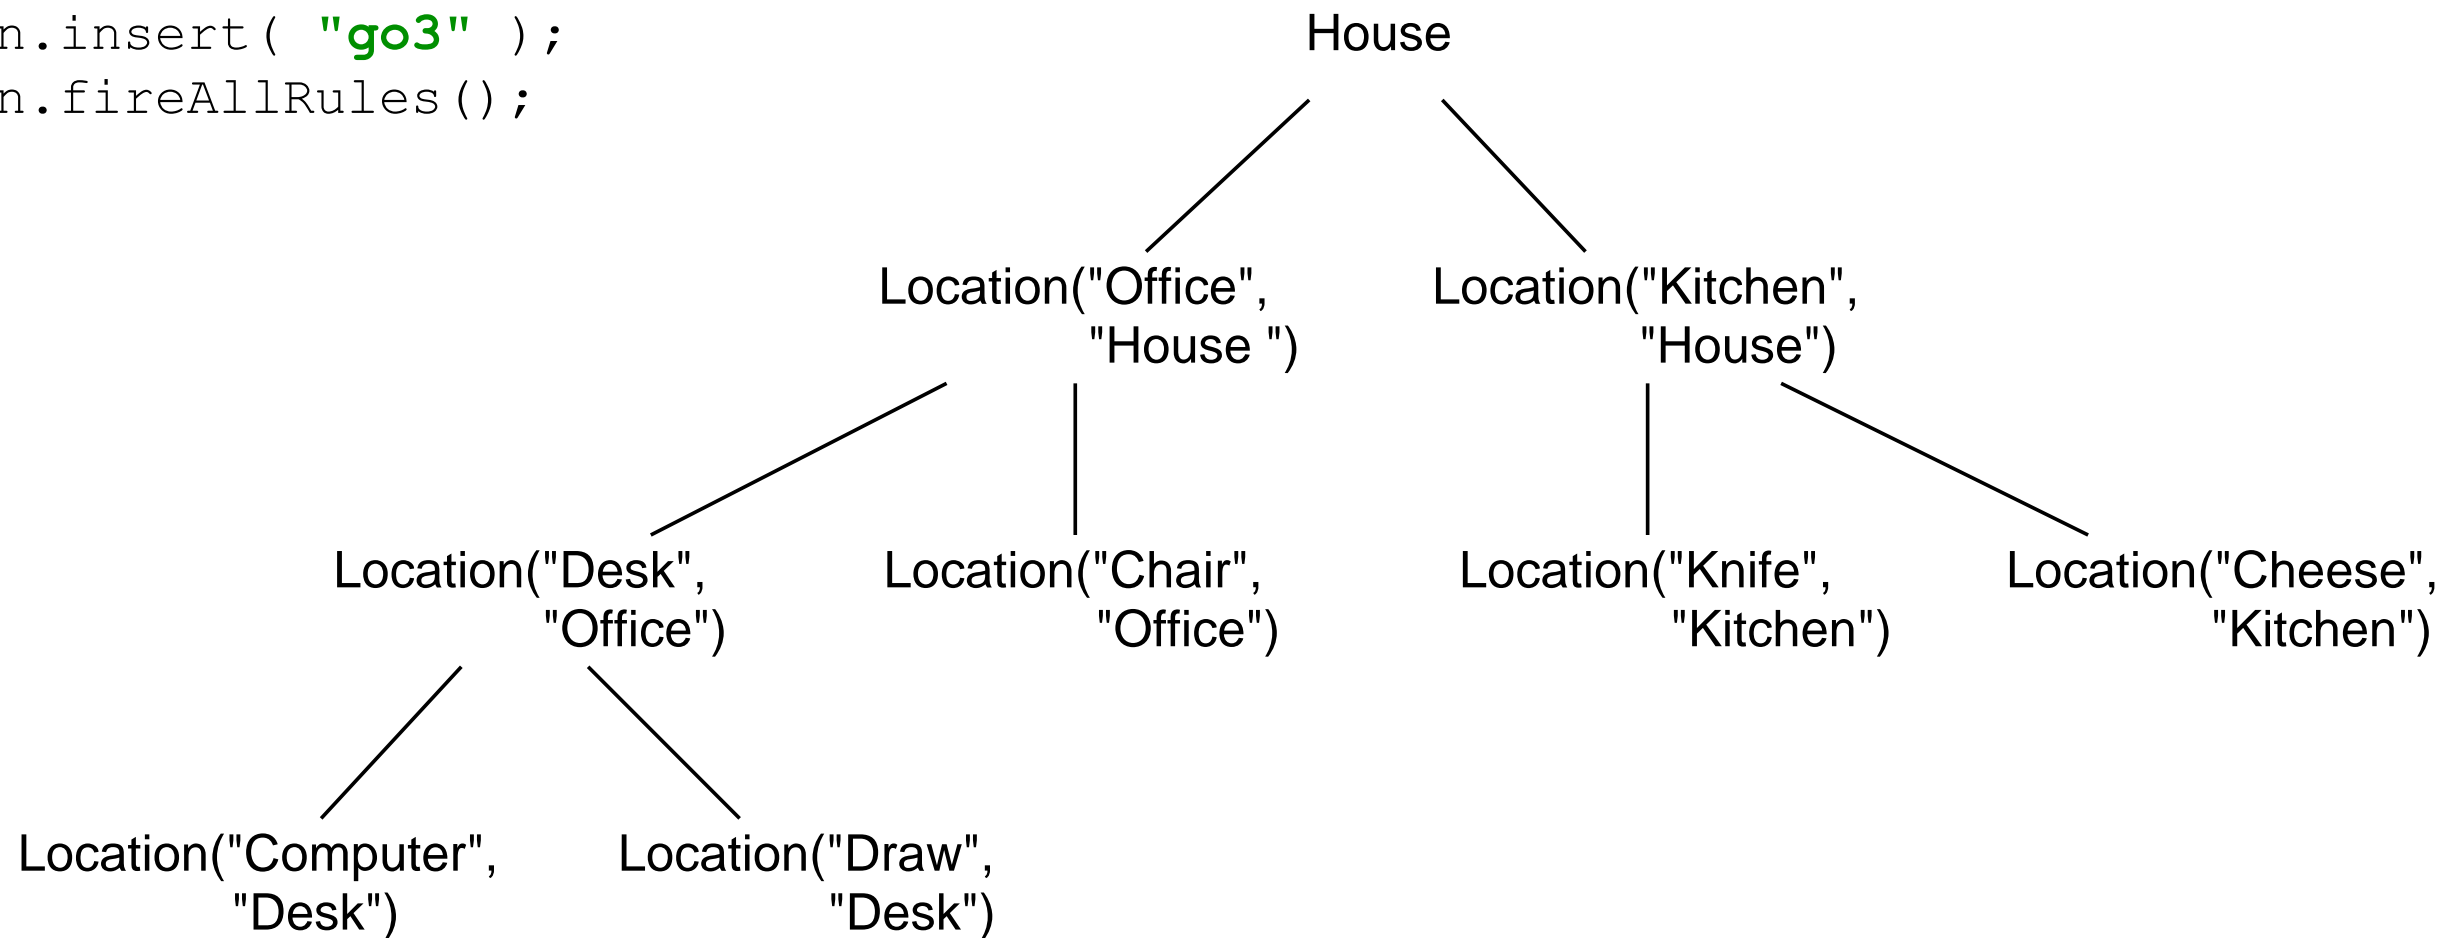 n.insert( "go3" );
n.fireAllRules();
House
Location("Office",
"House ")
Location("Kitchen",
"House")
Location("Desk",
"Office")
Location("Chair",
"Office")
Location("Knife",
"Kitchen")
Location("Cheese",
"Kitchen")
Location("Computer",
"Desk")
Location("Draw",
"Desk")